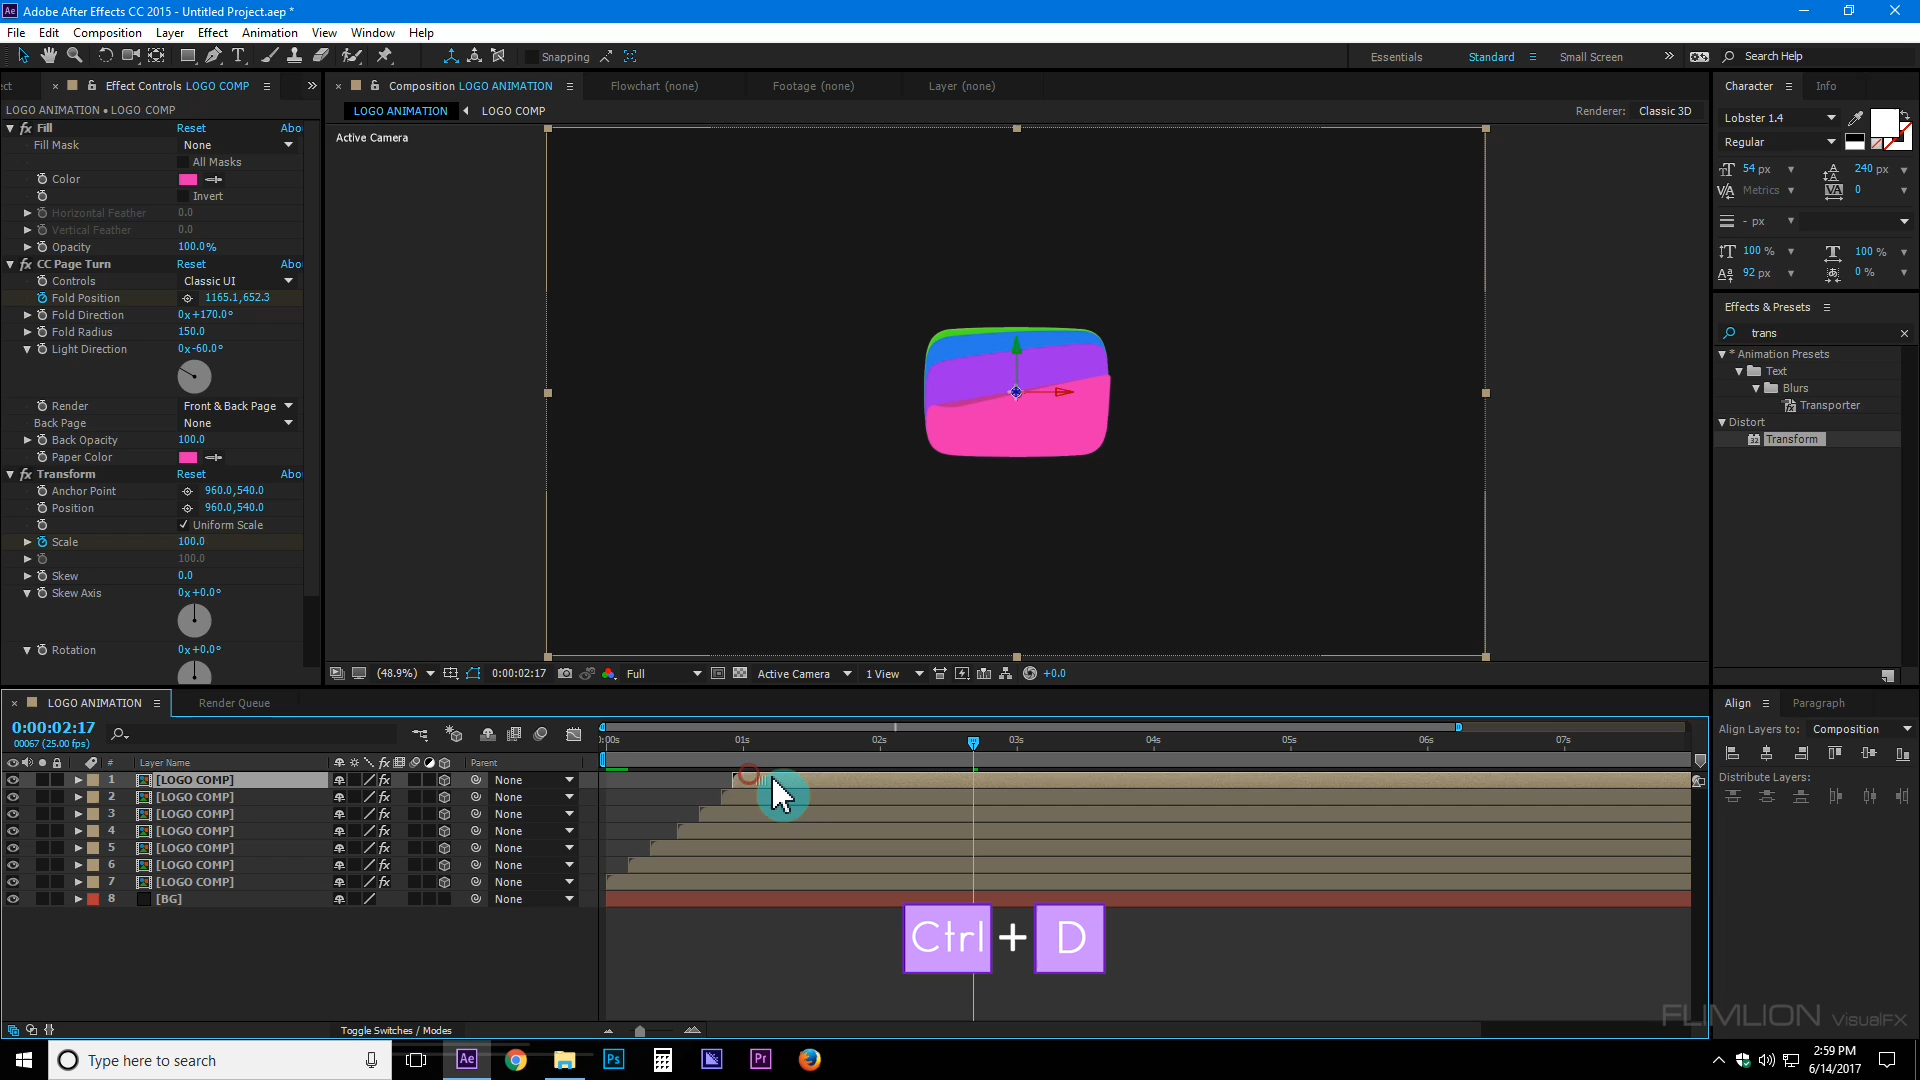 Ae Adobe After Effects CC 2015 - Untitled Project.aep *
File Edit Composition Layer Effect Animation View Window Help
Snapping Essentials Standard Small Screen Search Help
Effect Controls LOGO COMP
LOGO ANIMATION • LOGO COMP
Fill Reset Abo
Fill Mask None
All Masks
Color
Invert
Horizontal Feather 0.0
Vertical Feather 0.0
Opacity 100.0%
CC Page Turn Reset Abo
Controls Classic UI
Fold Position 1165.1,652.3
Fold Direction 0x+170.0°
Fold Radius 150.0
Light Direction 0x-60.0°
Render Front & Back Page
Back Page None
Back Opacity 100.0
Paper Color
Transform Reset Abo
Anchor Point 960.0,540.0
Position 960.0,540.0
Uniform Scale
Scale 100.0
100.0
Skew 0.0
Skew Axis 0x+0.0°
Rotation 0x+0.0°
Composition LOGO ANIMATION Flowchart (none) Footage (none) Layer (none)
LOGO ANIMATION LOGO COMP Renderer: Classic 3D
Active Camera
(48.9%) 0:00:02:17 Full Active Camera 1 View +0.0
Character Info
Lobster 1.4
Regular
54 px 240 px
Metrics 0
- px
100 % 100 %
92 px 0 %
Effects & Presets
trans
* Animation Presets
Text
Blurs
Transporter
Distort
Transform
LOGO ANIMATION Render Queue
0:00:02:17
00067 (25.00 fps)
:00s 01s 02s 03s 04s 05s 06s 07s
# Layer Name Parent
1 [LOGO COMP] None
2 [LOGO COMP] None
3 [LOGO COMP] None
4 [LOGO COMP] None
5 [LOGO COMP] None
6 [LOGO COMP] None
7 [LOGO COMP] None
8 [BG] None
Ctrl + D
Toggle Switches / Modes
Align Paragraph
Align Layers to: Composition
Distribute Layers:
FLIMLION VisualFX
Type here to search
Ae Ps Pr
2:59 PM
6/14/2017